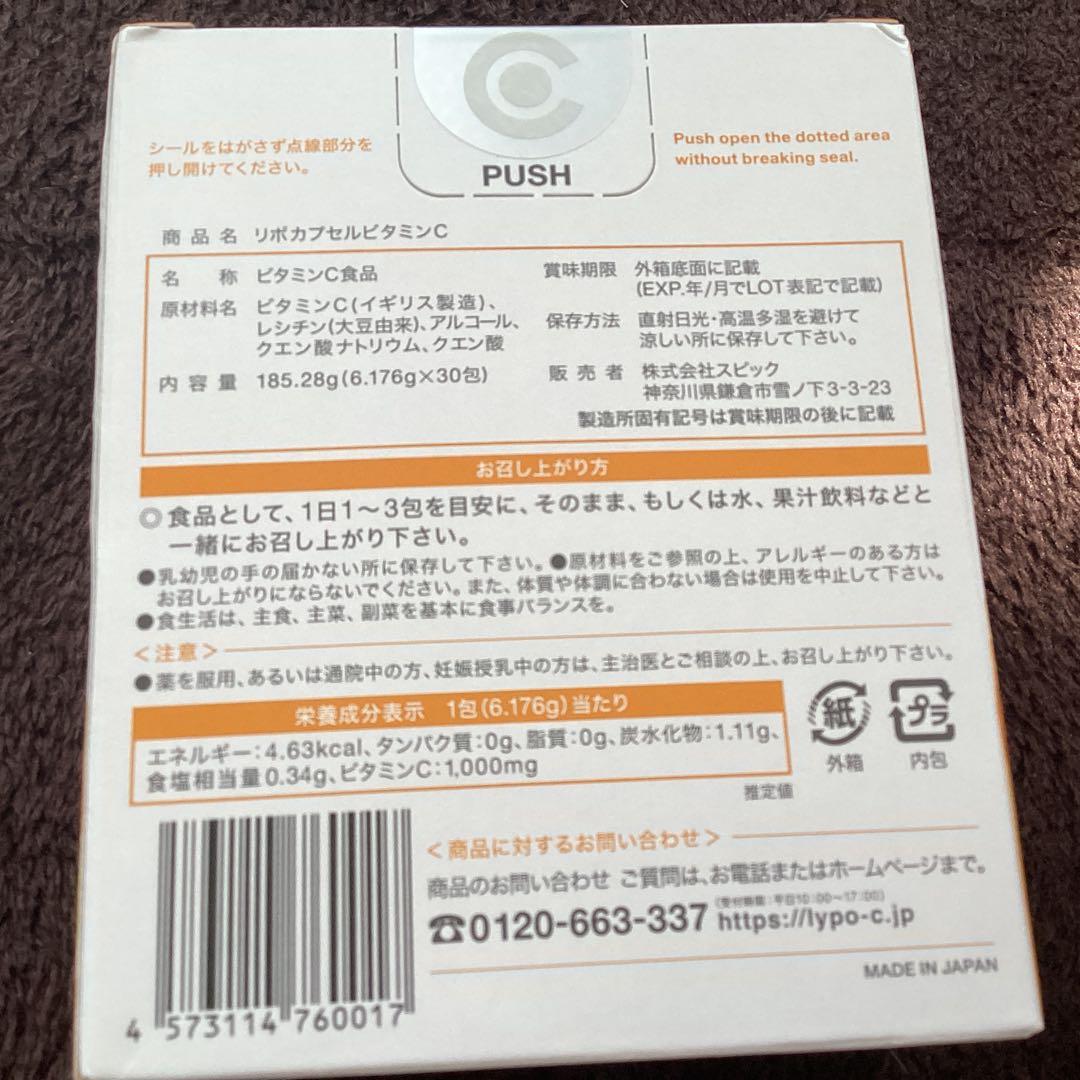 シールをはがさず点線部分を
押し開けてください。
PUSH
Push open the dotted area
without breaking seal.
商品名 リポカプセルビタミンC
名称 ビタミンC食品
原材料名 ビタミンC(イギリス製造)、
レシチン(大豆由来)、アルコール、
クエン酸ナトリウム、クエン酸
内容量 185.28g(6.176g×30包)
賞味期限 外箱底面に記載
(EXP.年/月でLOT表記で記載)
保存方法 直射日光・高温多湿を避けて
涼しい所に保存して下さい。
販売者 株式会社スピック
神奈川県鎌倉市雪ノ下3-3-23
製造所固有記号は賞味期限の後に記載
お召し上がり方
◎食品として、1日1〜3包を目安に、そのまま、もしくは水、果汁飲料などと
一緒にお召し上がり下さい。
●乳幼児の手の届かない所に保存して下さい。●原材料をご参照の上、アレルギーのある方は
お召し上がりにならないでください。また、体質や体調に合わない場合は使用を中止して下さい。
●食生活は、主食、主菜、副菜を基本に食事バランスを。
<注意>
●薬を服用、あるいは通院中の方、妊娠授乳中の方は、主治医とご相談の上、お召し上がり下さい。
栄養成分表示 1包(6.176g)当たり
エネルギー:4.63kcal、タンパク質:0g、脂質:0g、炭水化物:1.11g、
食塩相当量0.34g、ビタミンC:1,000mg
推定値
紙
外箱
プラ
内包
<商品に対するお問い合わせ>
商品のお問い合わせ ご質問は、お電話またはホームページまで。
(受付時間:平日10:00〜17:00)
☎0120-663-337 https://lypo-c.jp
MADE IN JAPAN
4 573114 760017